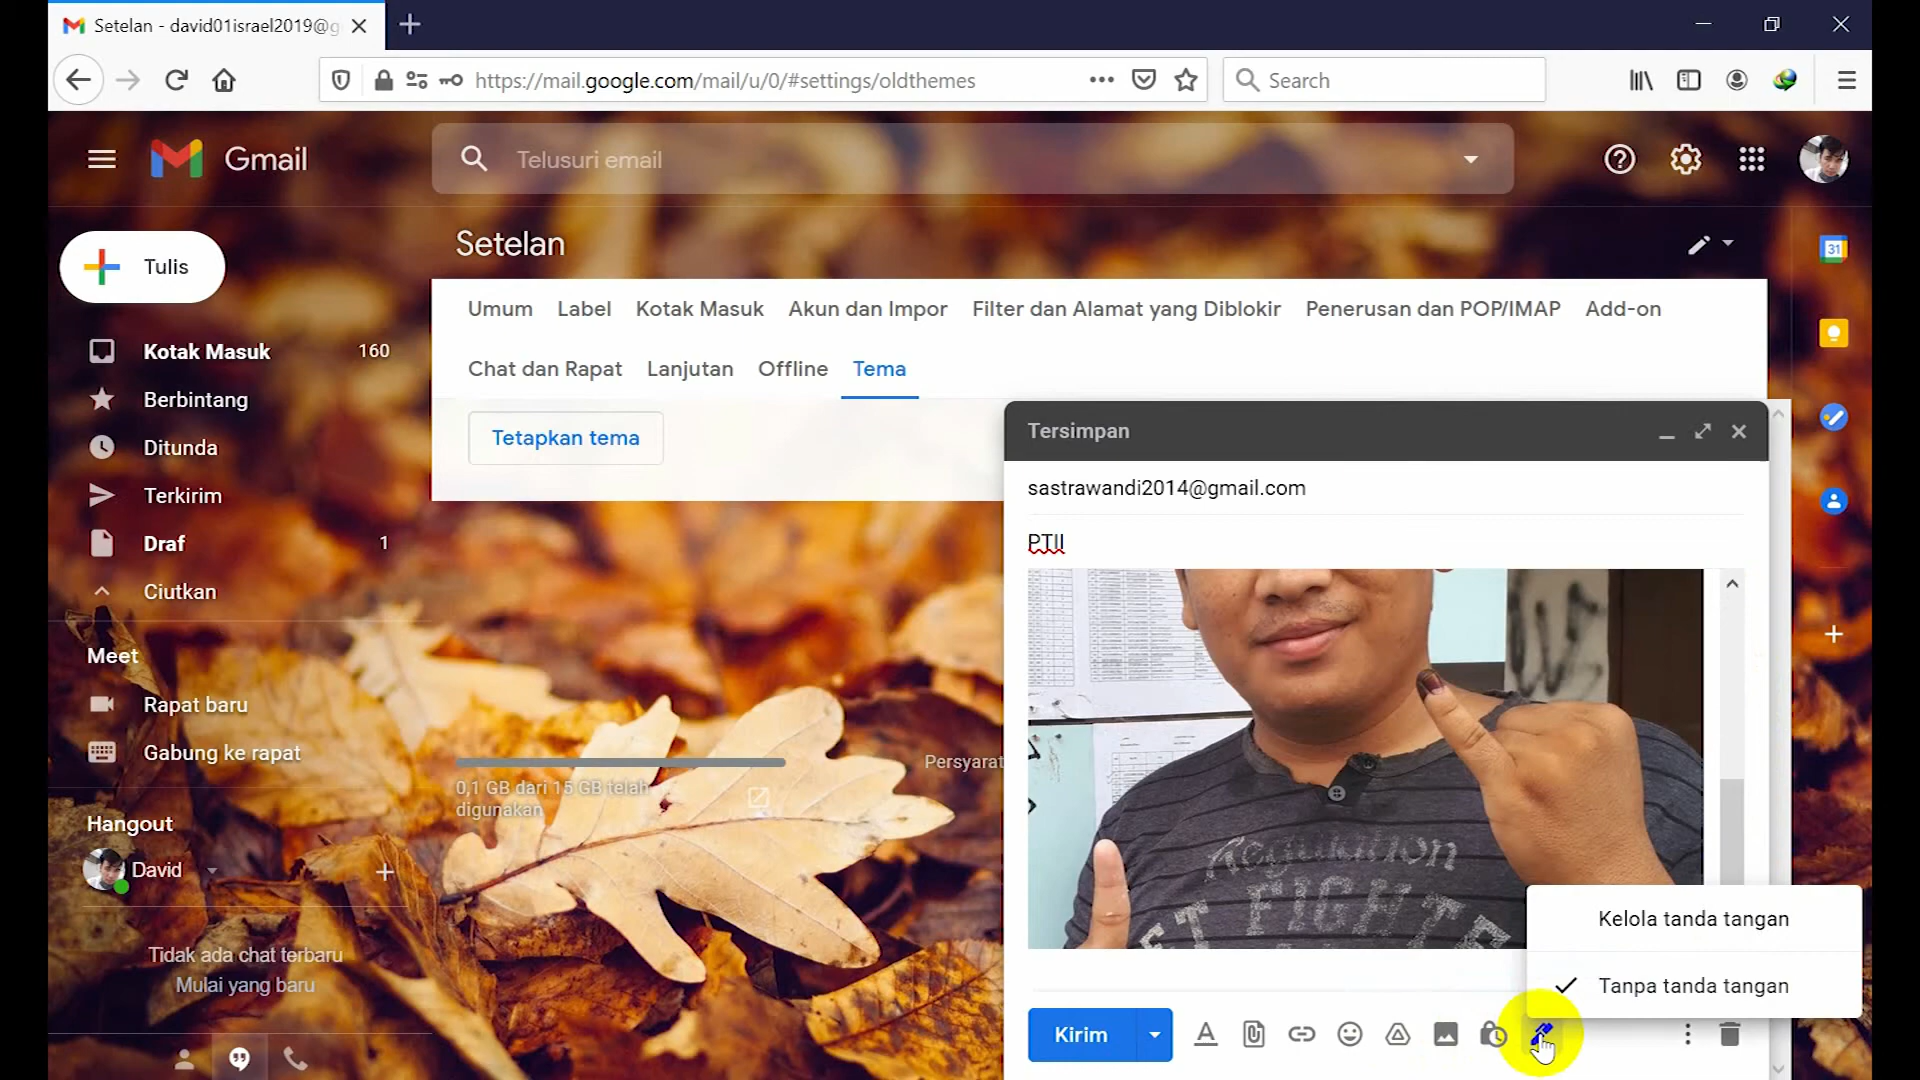 Setelan - david01israel2019@g
https://mail.google.com/mail/u/0/#settings/oldthemes
Search
Gmail
Telusuri email
Tulis
Setelan
31
Umum Label Kotak Masuk Akun dan Impor Filter dan Alamat yang Diblokir Penerusan dan POP/IMAP Add-on
Chat dan Rapat Lanjutan Offline Tema
Kotak Masuk 160
Berbintang
Ditunda
Terkirim
Draf 1
Ciutkan
Tetapkan tema
Tersimpan
sastrawandi2014@gmail.com
PTII
Meet
Rapat baru
Gabung ke rapat
0,1 GB dari 15 GB telah
digunakan
Persyarat
Hangout
David
Tidak ada chat terbaru
Mulai yang baru
FIGHTE
Kelola tanda tangan
Tanpa tanda tangan
Kirim